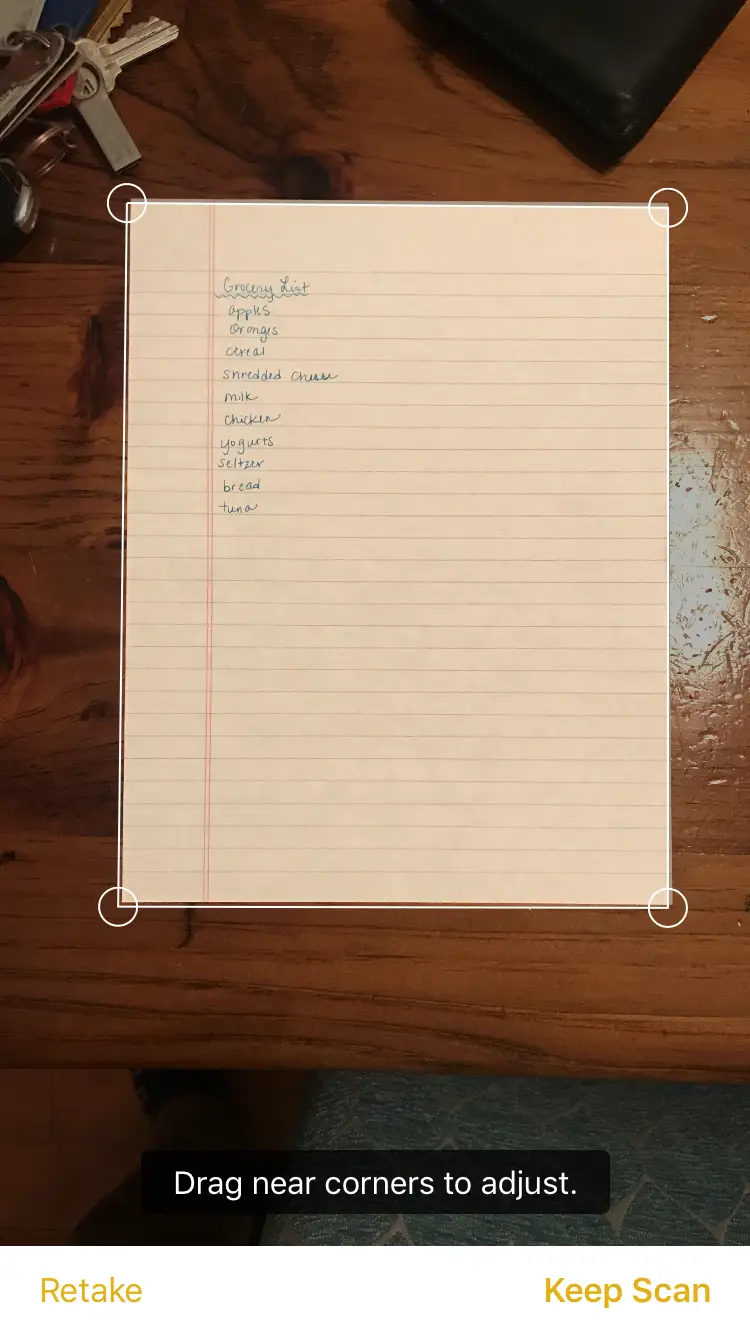 Grocery List
apples
Oranges
cereal
shredded cheese
milk
chicken
yogurts
seltzer
bread
tuna
Drag near corners to adjust.
Retake
Keep Scan